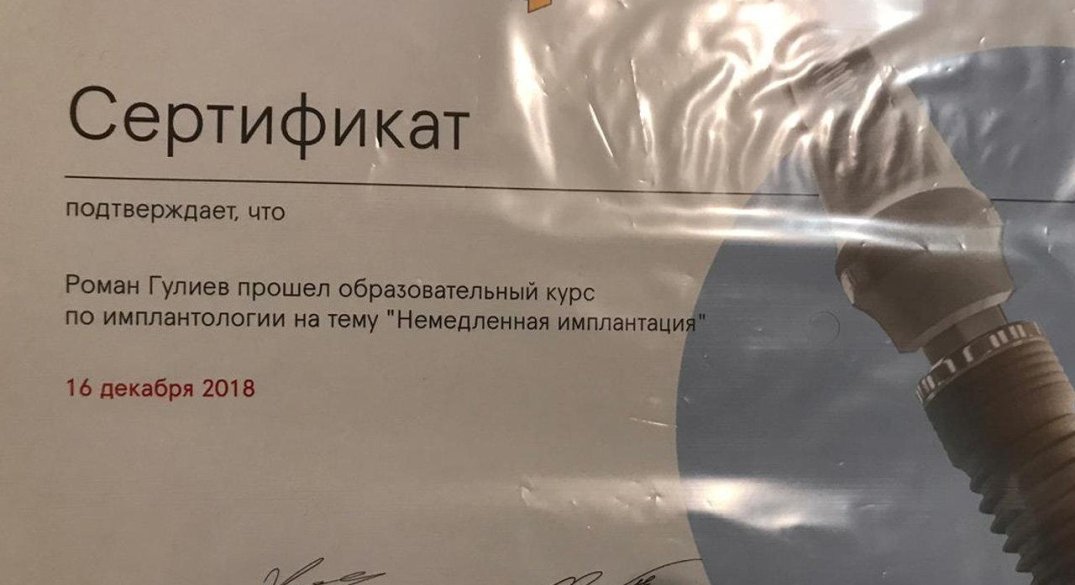 Сертификат
подтверждает, что
Роман Гулиев прошел образовательный курс
по имплантологии на тему "Немедленная имплантация"
16 декабря 2018